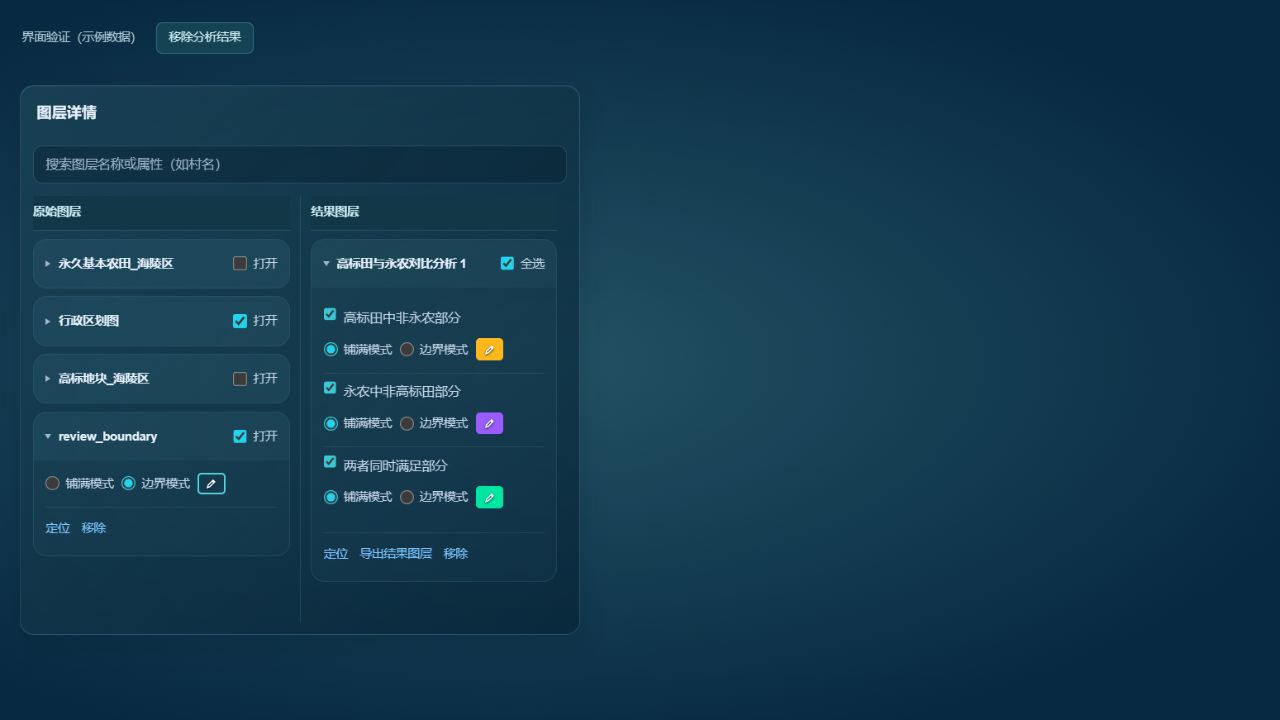 界面验证（示例数据） 移除分析结果
图层详情
搜索图层名称或属性（如村名）
原始图层
永久基本农田_海陵区 打开
行政区划图 打开
高标地块_海陵区 打开
review_boundary 打开
铺满模式 边界模式
定位 移除
结果图层
高标田与永农对比分析 1 全选
高标田中非永农部分
铺满模式 边界模式
永农中非高标田部分
铺满模式 边界模式
两者同时满足部分
铺满模式 边界模式
定位 导出结果图层 移除